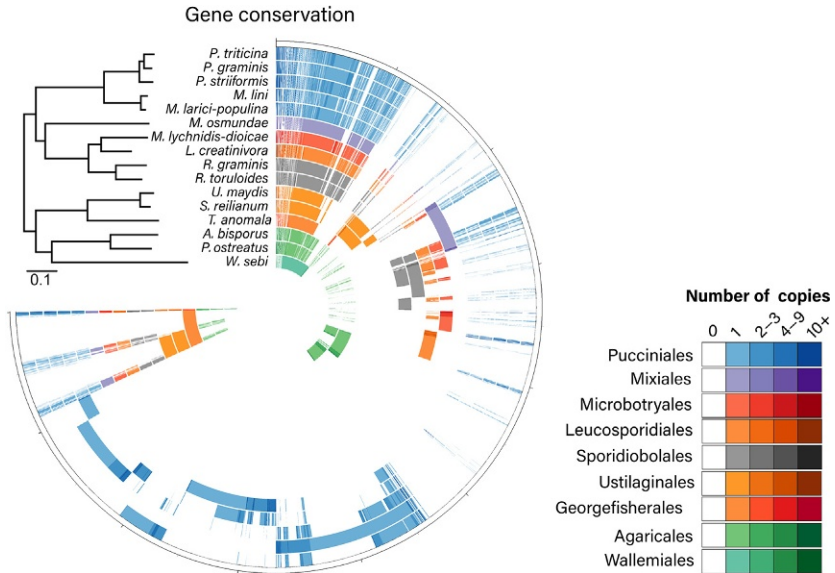 Gene conservation
P. triticina
P. graminis
P. striiformis
M. lini
M. larici-populina
M. osmundae
M. lychnidis-dioicae
L. creatinivora
R. graminis
R. toruloides
U. maydis
S. reilianum
T. anomala
A. bisporus
P. ostreatus
W. sebi
0.1
Number of copies
0 1 2–3 4–9 10+
Pucciniales
Mixiales
Microbotryales
Leucosporidiales
Sporidiobolales
Ustilaginales
Georgefisherales
Agaricales
Wallemiales